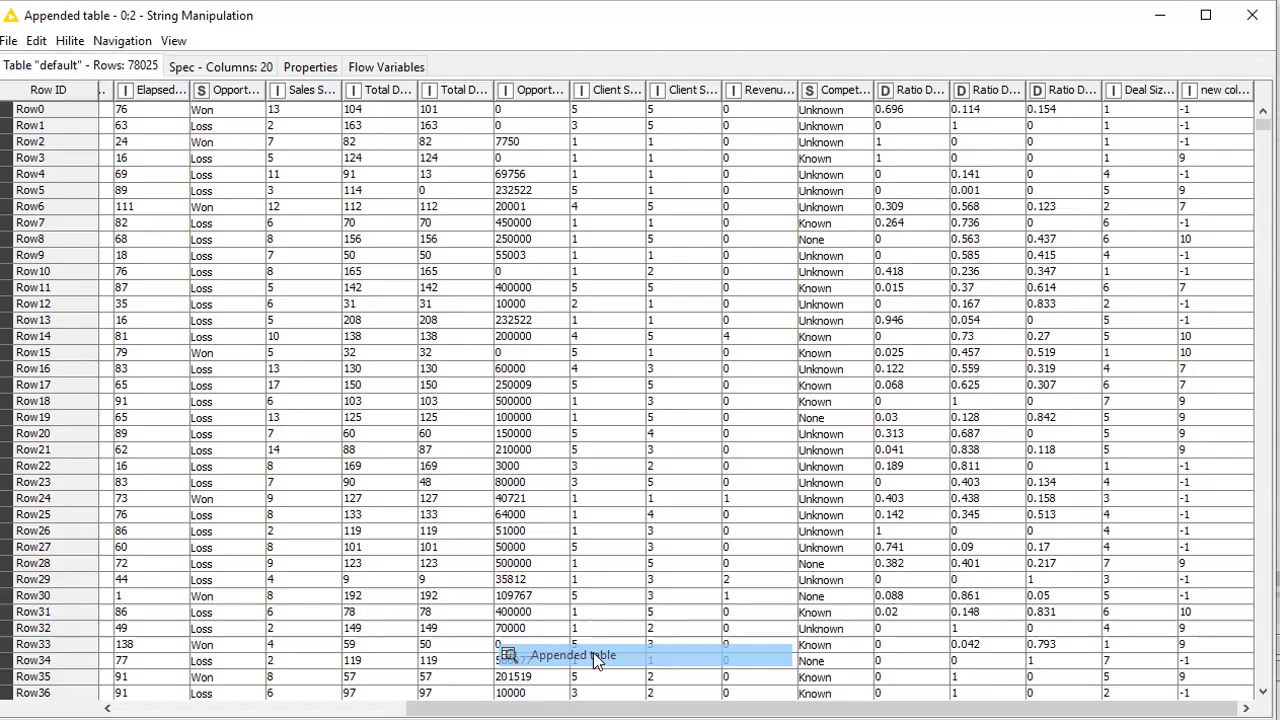 Appended table - 0:2 - String Manipulation
File Edit Hilite Navigation View
Table "default" - Rows: 78025 Spec - Columns: 20 Properties Flow Variables
Row ID .. I Elapsed... S Opport... I Sales S... I Total D... I Total D... I Opport... I Client S... I Client S... I Revenu... S Compet... D Ratio D... D Ratio D... D Ratio D... I Deal Siz... I new col...
Row0 76 Won 13 104 101 0 5 5 0 Unknown 0.696 0.114 0.154 1 -1
Row1 63 Loss 2 163 163 0 3 5 0 Unknown 0 1 0 1 -1
Row2 24 Won 7 82 82 7750 1 1 0 Unknown 1 0 0 1 -1
Row3 16 Loss 5 124 124 0 1 1 0 Known 1 0 0 1 9
Row4 69 Loss 11 91 13 69756 1 1 0 Unknown 0 0.141 0 4 -1
Row5 89 Loss 3 114 0 232522 5 1 0 Unknown 0 0.001 0 5 9
Row6 111 Won 12 112 112 20001 4 5 0 Unknown 0.309 0.568 0.123 2 7
Row7 82 Loss 6 70 70 450000 1 1 0 Known 0.264 0.736 0 6 -1
Row8 68 Loss 8 156 156 250000 1 5 0 None 0 0.563 0.437 6 10
Row9 18 Loss 7 50 50 55003 1 1 0 Unknown 0 0.585 0.415 4 -1
Row10 76 Loss 8 165 165 0 1 2 0 Unknown 0.418 0.236 0.347 1 -1
Row11 87 Loss 5 142 142 400000 5 5 0 Known 0.015 0.37 0.614 6 7
Row12 35 Loss 6 31 31 10000 2 1 0 Unknown 0 0.167 0.833 2 -1
Row13 16 Loss 5 208 208 232522 1 1 0 Unknown 0.946 0.054 0 5 -1
Row14 81 Loss 10 138 138 200000 4 5 4 Known 0 0.73 0.27 5 10
Row15 79 Won 5 32 32 0 5 1 0 Known 0.025 0.457 0.519 1 10
Row16 83 Loss 13 130 130 60000 4 3 0 Unknown 0.122 0.559 0.319 4 7
Row17 65 Loss 17 150 150 250009 5 5 0 Known 0.068 0.625 0.307 6 7
Row18 91 Loss 6 103 103 500000 1 3 0 Known 0 1 0 7 9
Row19 65 Loss 13 125 125 100000 1 5 0 None 0.03 0.128 0.842 5 9
Row20 89 Loss 7 60 60 150000 5 4 0 Unknown 0.313 0.687 0 5 9
Row21 62 Loss 14 88 87 210000 5 3 0 Unknown 0.041 0.838 0.118 5 9
Row22 16 Loss 8 169 169 3000 3 2 0 Unknown 0.189 0.811 0 1 -1
Row23 83 Loss 7 90 48 80000 3 5 0 Unknown 0 0.403 0.134 4 -1
Row24 73 Won 9 127 127 40721 1 1 1 Unknown 0.403 0.438 0.158 3 -1
Row25 76 Loss 8 133 133 64000 1 4 0 Unknown 0.142 0.345 0.513 4 -1
Row26 86 Loss 2 119 119 51000 1 3 0 Unknown 1 0 0 4 -1
Row27 60 Loss 8 101 101 50000 5 3 0 Unknown 0.741 0.09 0.17 4 -1
Row28 72 Loss 9 123 123 500000 1 5 0 None 0.382 0.401 0.217 7 9
Row29 44 Loss 4 9 9 35812 1 3 2 Unknown 0 0 1 3 -1
Row30 1 Won 8 192 192 109767 5 3 1 None 0.088 0.861 0.05 5 -1
Row31 86 Loss 6 78 78 400000 1 5 0 Known 0.02 0.148 0.831 6 10
Row32 49 Loss 2 149 149 70000 1 2 0 Unknown 0 1 0 4 9
Row33 138 Won 4 59 50 0 5 3 0 Known 0 0.042 0.793 1 9
Appended table
Row34 77 Loss 2 119 119 1 1 0 None 0 0 1 7 -1
Row35 91 Won 8 57 57 201519 5 2 0 Known 0 1 0 5 9
Row36 91 Loss 6 97 97 10000 3 2 0 Known 0 1 0 2 -1